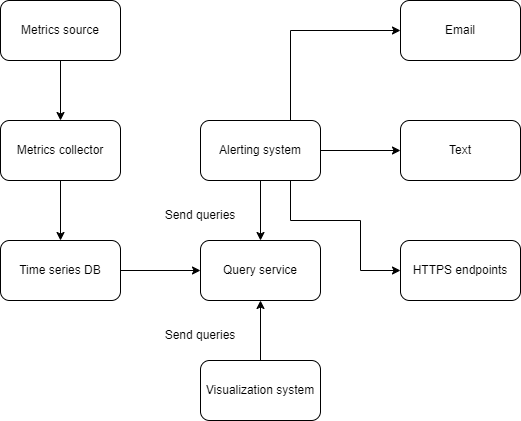 Metrics source
Email
Metrics collector
Alerting system
Text
Send queries
Time series DB
Query service
HTTPS endpoints
Send queries
Visualization system